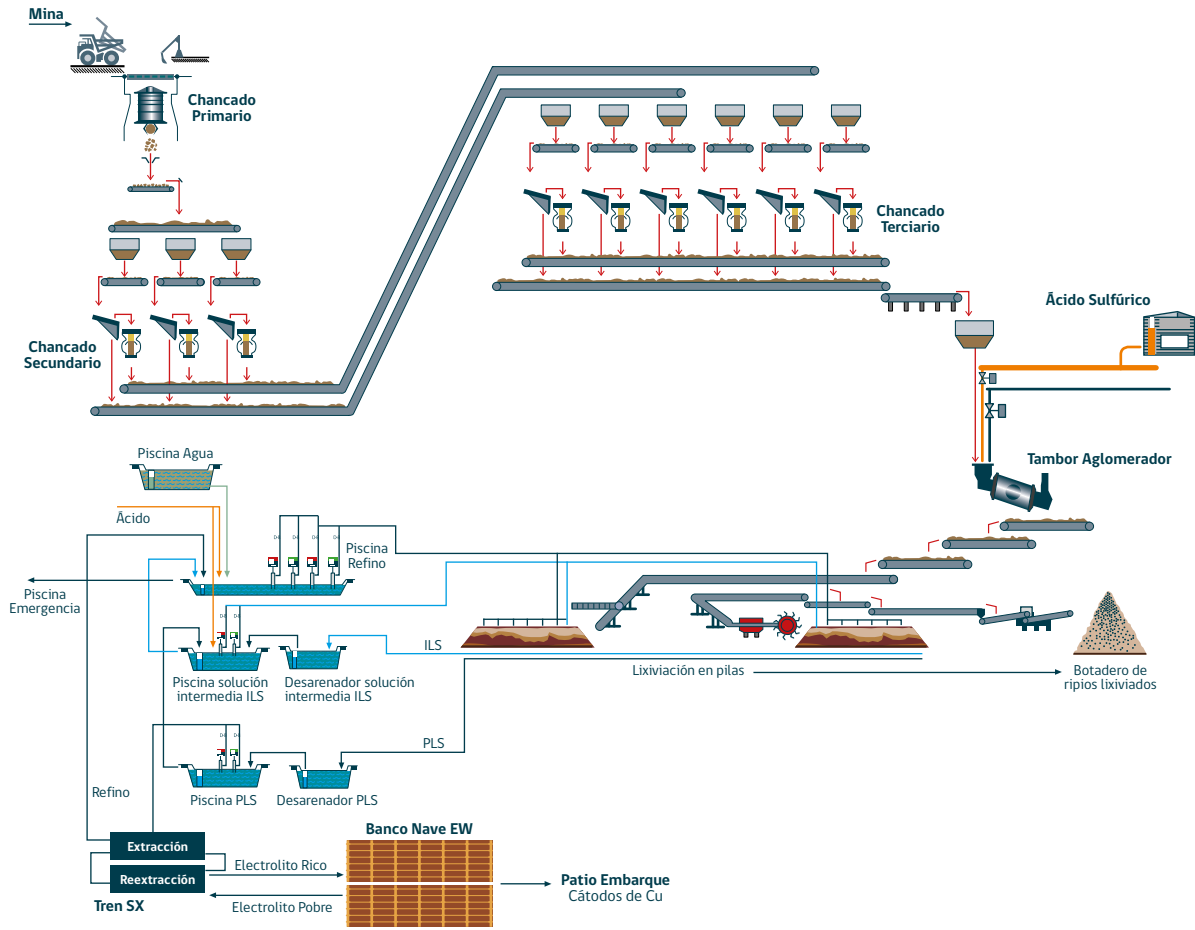 Mina
Chancado
Primario
Chancado
Secundario
Chancado
Terciario
Ácido Sulfúrico
Tambor Aglomerador
Piscina Agua
Ácido
Piscina
Refino
Piscina
Emergencia
ILS
Piscina solución
intermedia ILS
Desarenador solución
intermedia ILS
Lixiviación en pilas
Botadero de
ripios lixiviados
PLS
Piscina PLS
Desarenador PLS
Refino
Extracción
Reextracción
Tren SX
Electrolito Rico
Electrolito Pobre
Banco Nave EW
Patio Embarque
Cátodos de Cu